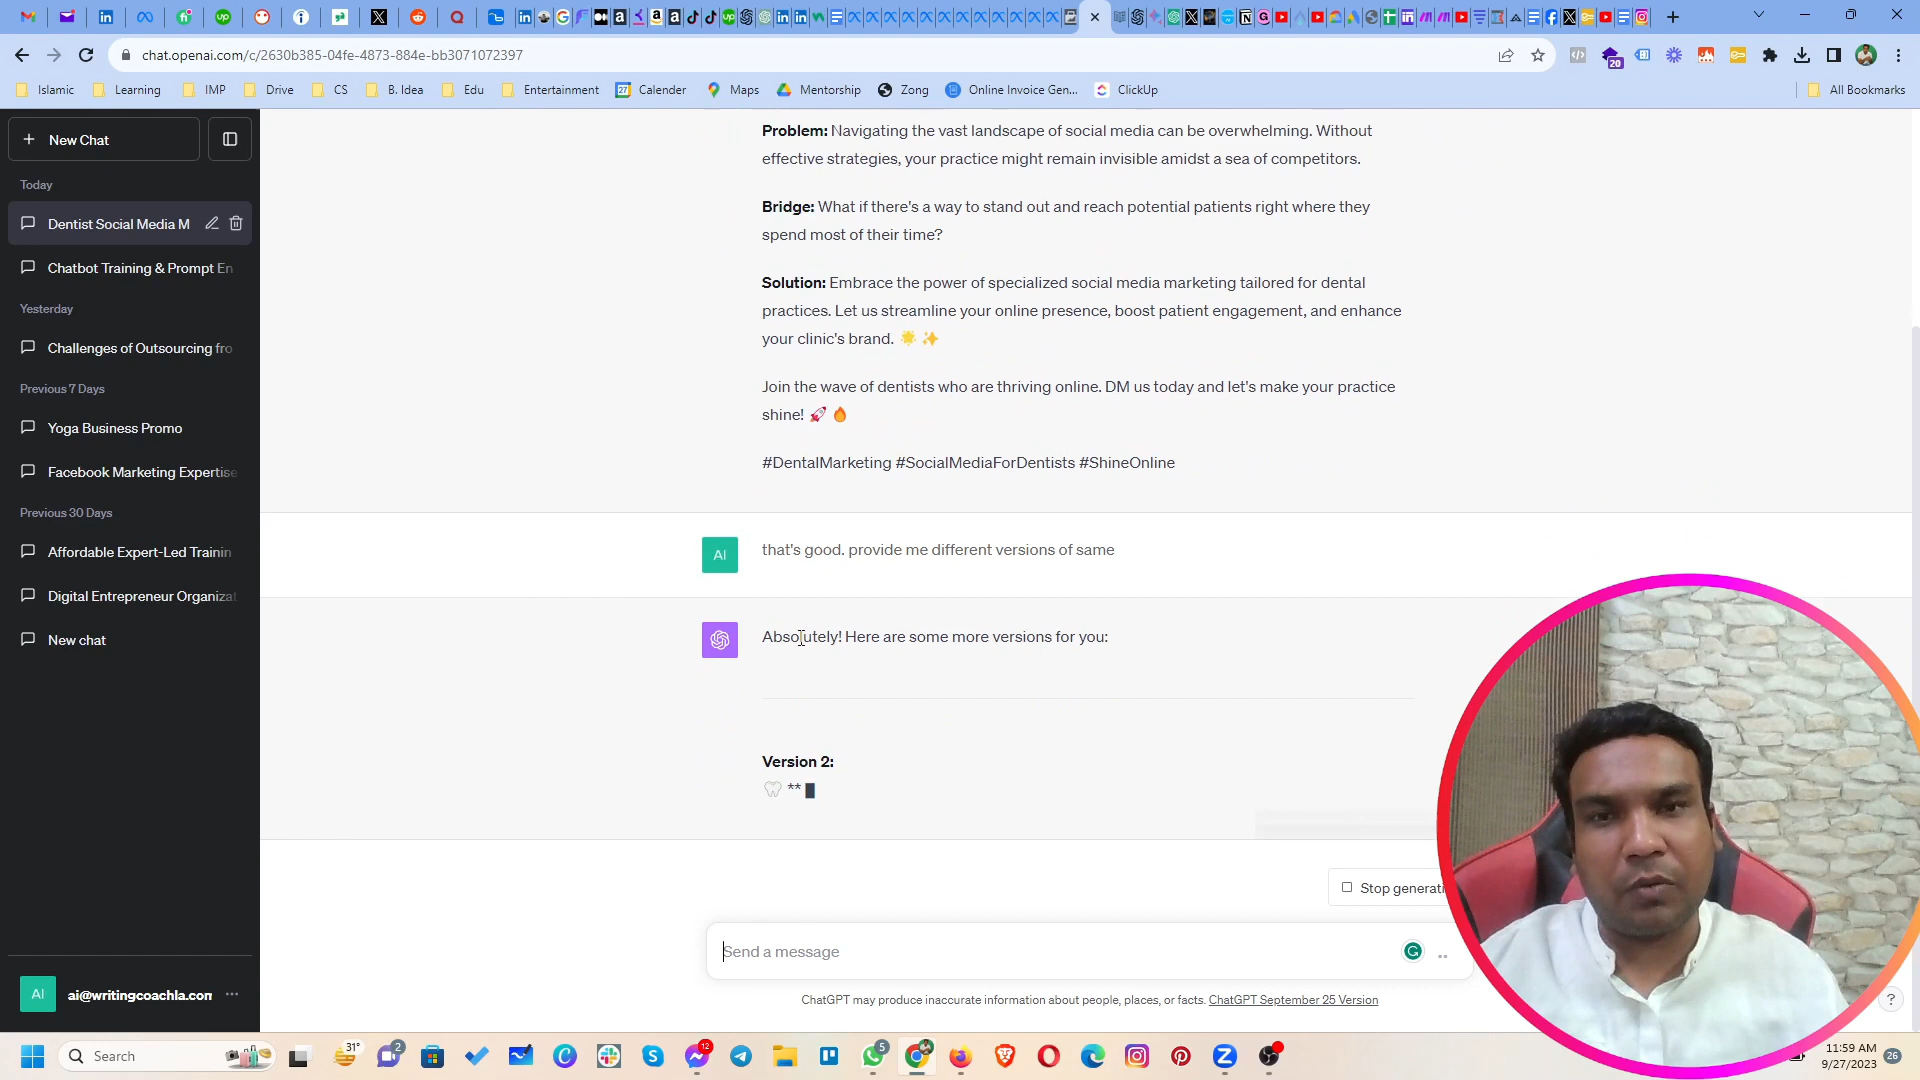 chat.openai.com/c/2630b385-04fe-4873-884e-bb3071072397
20
Islamic
Learning
IMP
Drive
CS
B. Idea
Edu
Entertainment
Calender
Maps
Mentorship
Zong
Online Invoice Gen...
ClickUp
All Bookmarks
New Chat
Today
Dentist Social Media M
Chatbot Training & Prompt En
Yesterday
Challenges of Outsourcing fro
Previous 7 Days
Yoga Business Promo
Facebook Marketing Expertise
Previous 30 Days
Affordable Expert-Led Trainin
Digital Entrepreneur Organiza
New chat
AI
ai@writingcoachla.com
Problem: Navigating the vast landscape of social media can be overwhelming. Without
effective strategies, your practice might remain invisible amidst a sea of competitors.
Bridge: What if there's a way to stand out and reach potential patients right where they
spend most of their time?
Solution: Embrace the power of specialized social media marketing tailored for dental
practices. Let us streamline your online presence, boost patient engagement, and enhance
your clinic's brand. 🌟 ✨
Join the wave of dentists who are thriving online. DM us today and let's make your practice
shine! 🚀 🔥
#DentalMarketing #SocialMediaForDentists #ShineOnline
AI
that's good. provide me different versions of same
Absolutely! Here are some more versions for you:
Version 2:
🦷 **
Stop generati
Send a message
ChatGPT may produce inaccurate information about people, places, or facts. ChatGPT September 25 Version
?
Search
31°
2
12
5
11:59 AM
9/27/2023
26